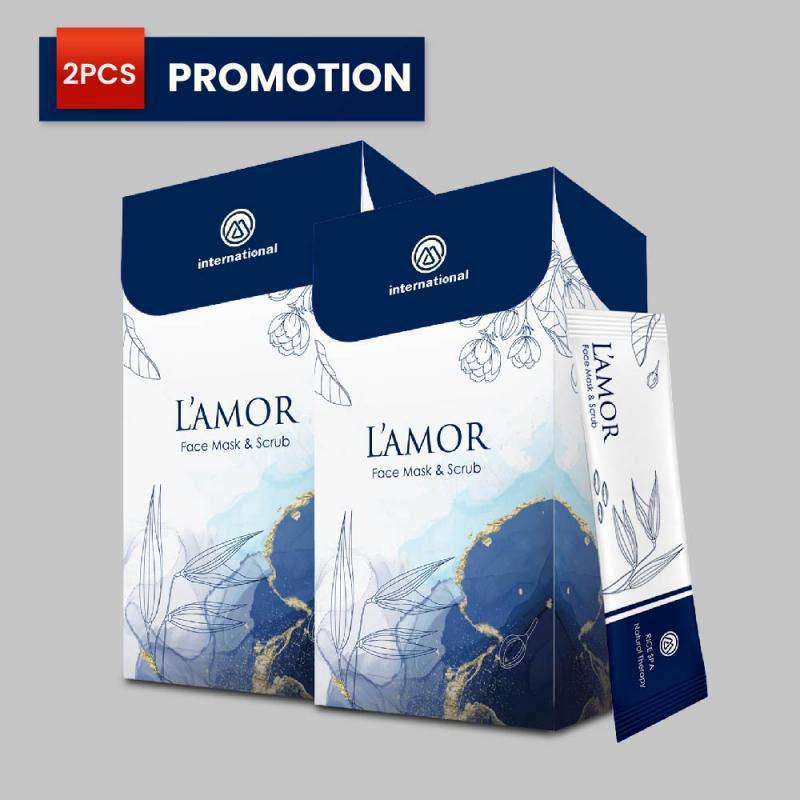 2PCS PROMOTION
international
L'AMOR
Face Mask & Scrub
international
L'AMOR
Face Mask & Scrub
L'AMOR
Face Mask & Scrub
RICE SPA
Natural Therapy